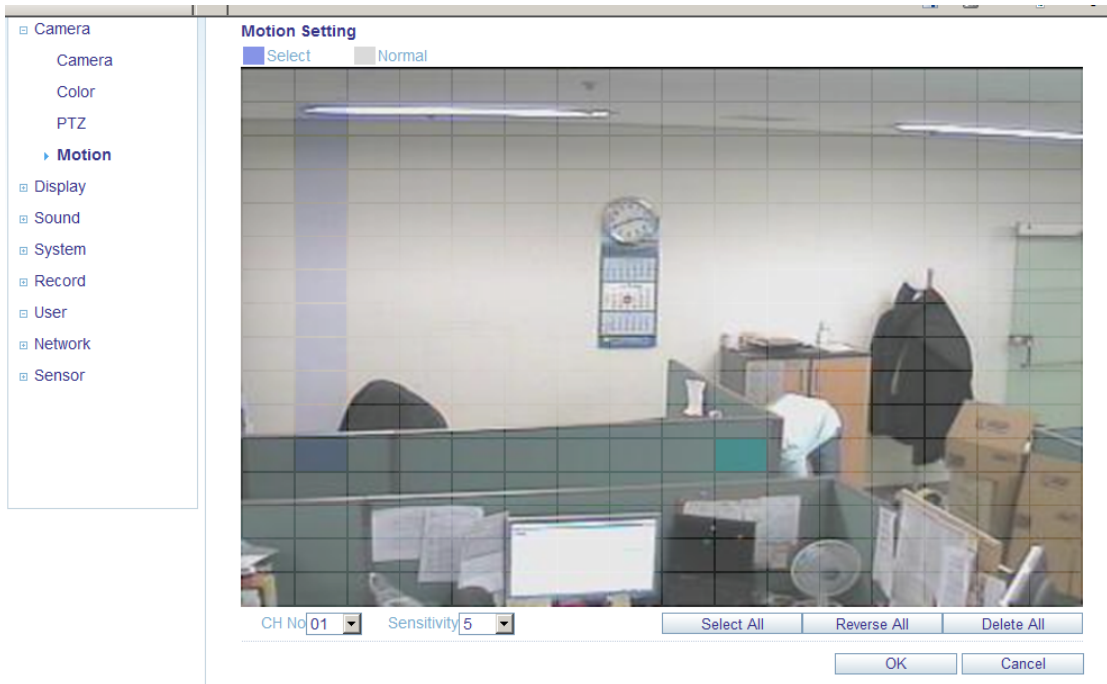 Camera
Camera
Color
PTZ
Motion
Display
Sound
System
Record
User
Network
Sensor
Motion Setting
Select Normal
CH No 01 Sensitivity 5 Select All Reverse All Delete All
OK Cancel